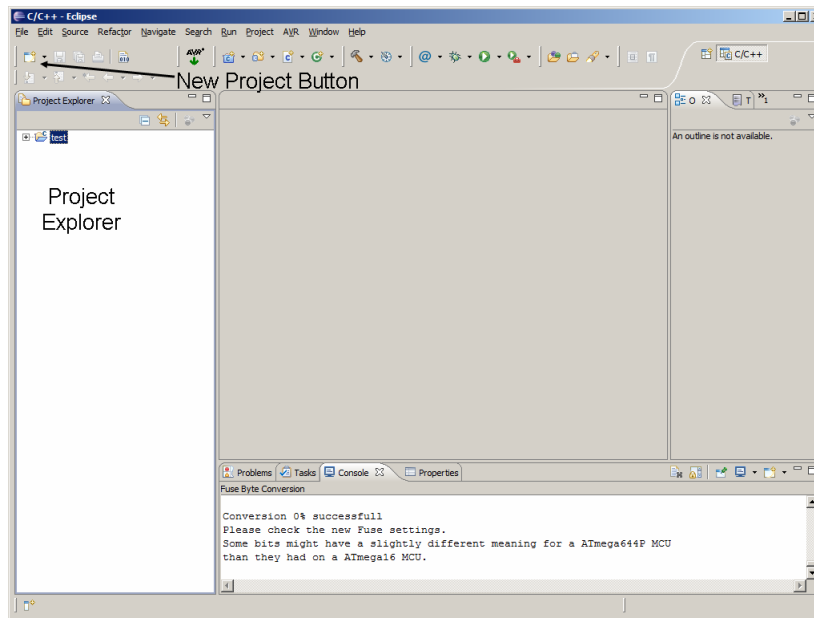 C/C++ - Eclipse
File Edit Source Refactor Navigate Search Run Project AVR Window Help
AVR
010
C/C++
New Project Button
Project Explorer
O
T
»1
test
An outline is not available.
Project
Explorer
Problems Tasks Console Properties
Fuse Byte Conversion
Conversion 0% successfull
Please check the new Fuse settings.
Some bits might have a slightly different meaning for a ATmega644P MCU
than they had on a ATmega16 MCU.